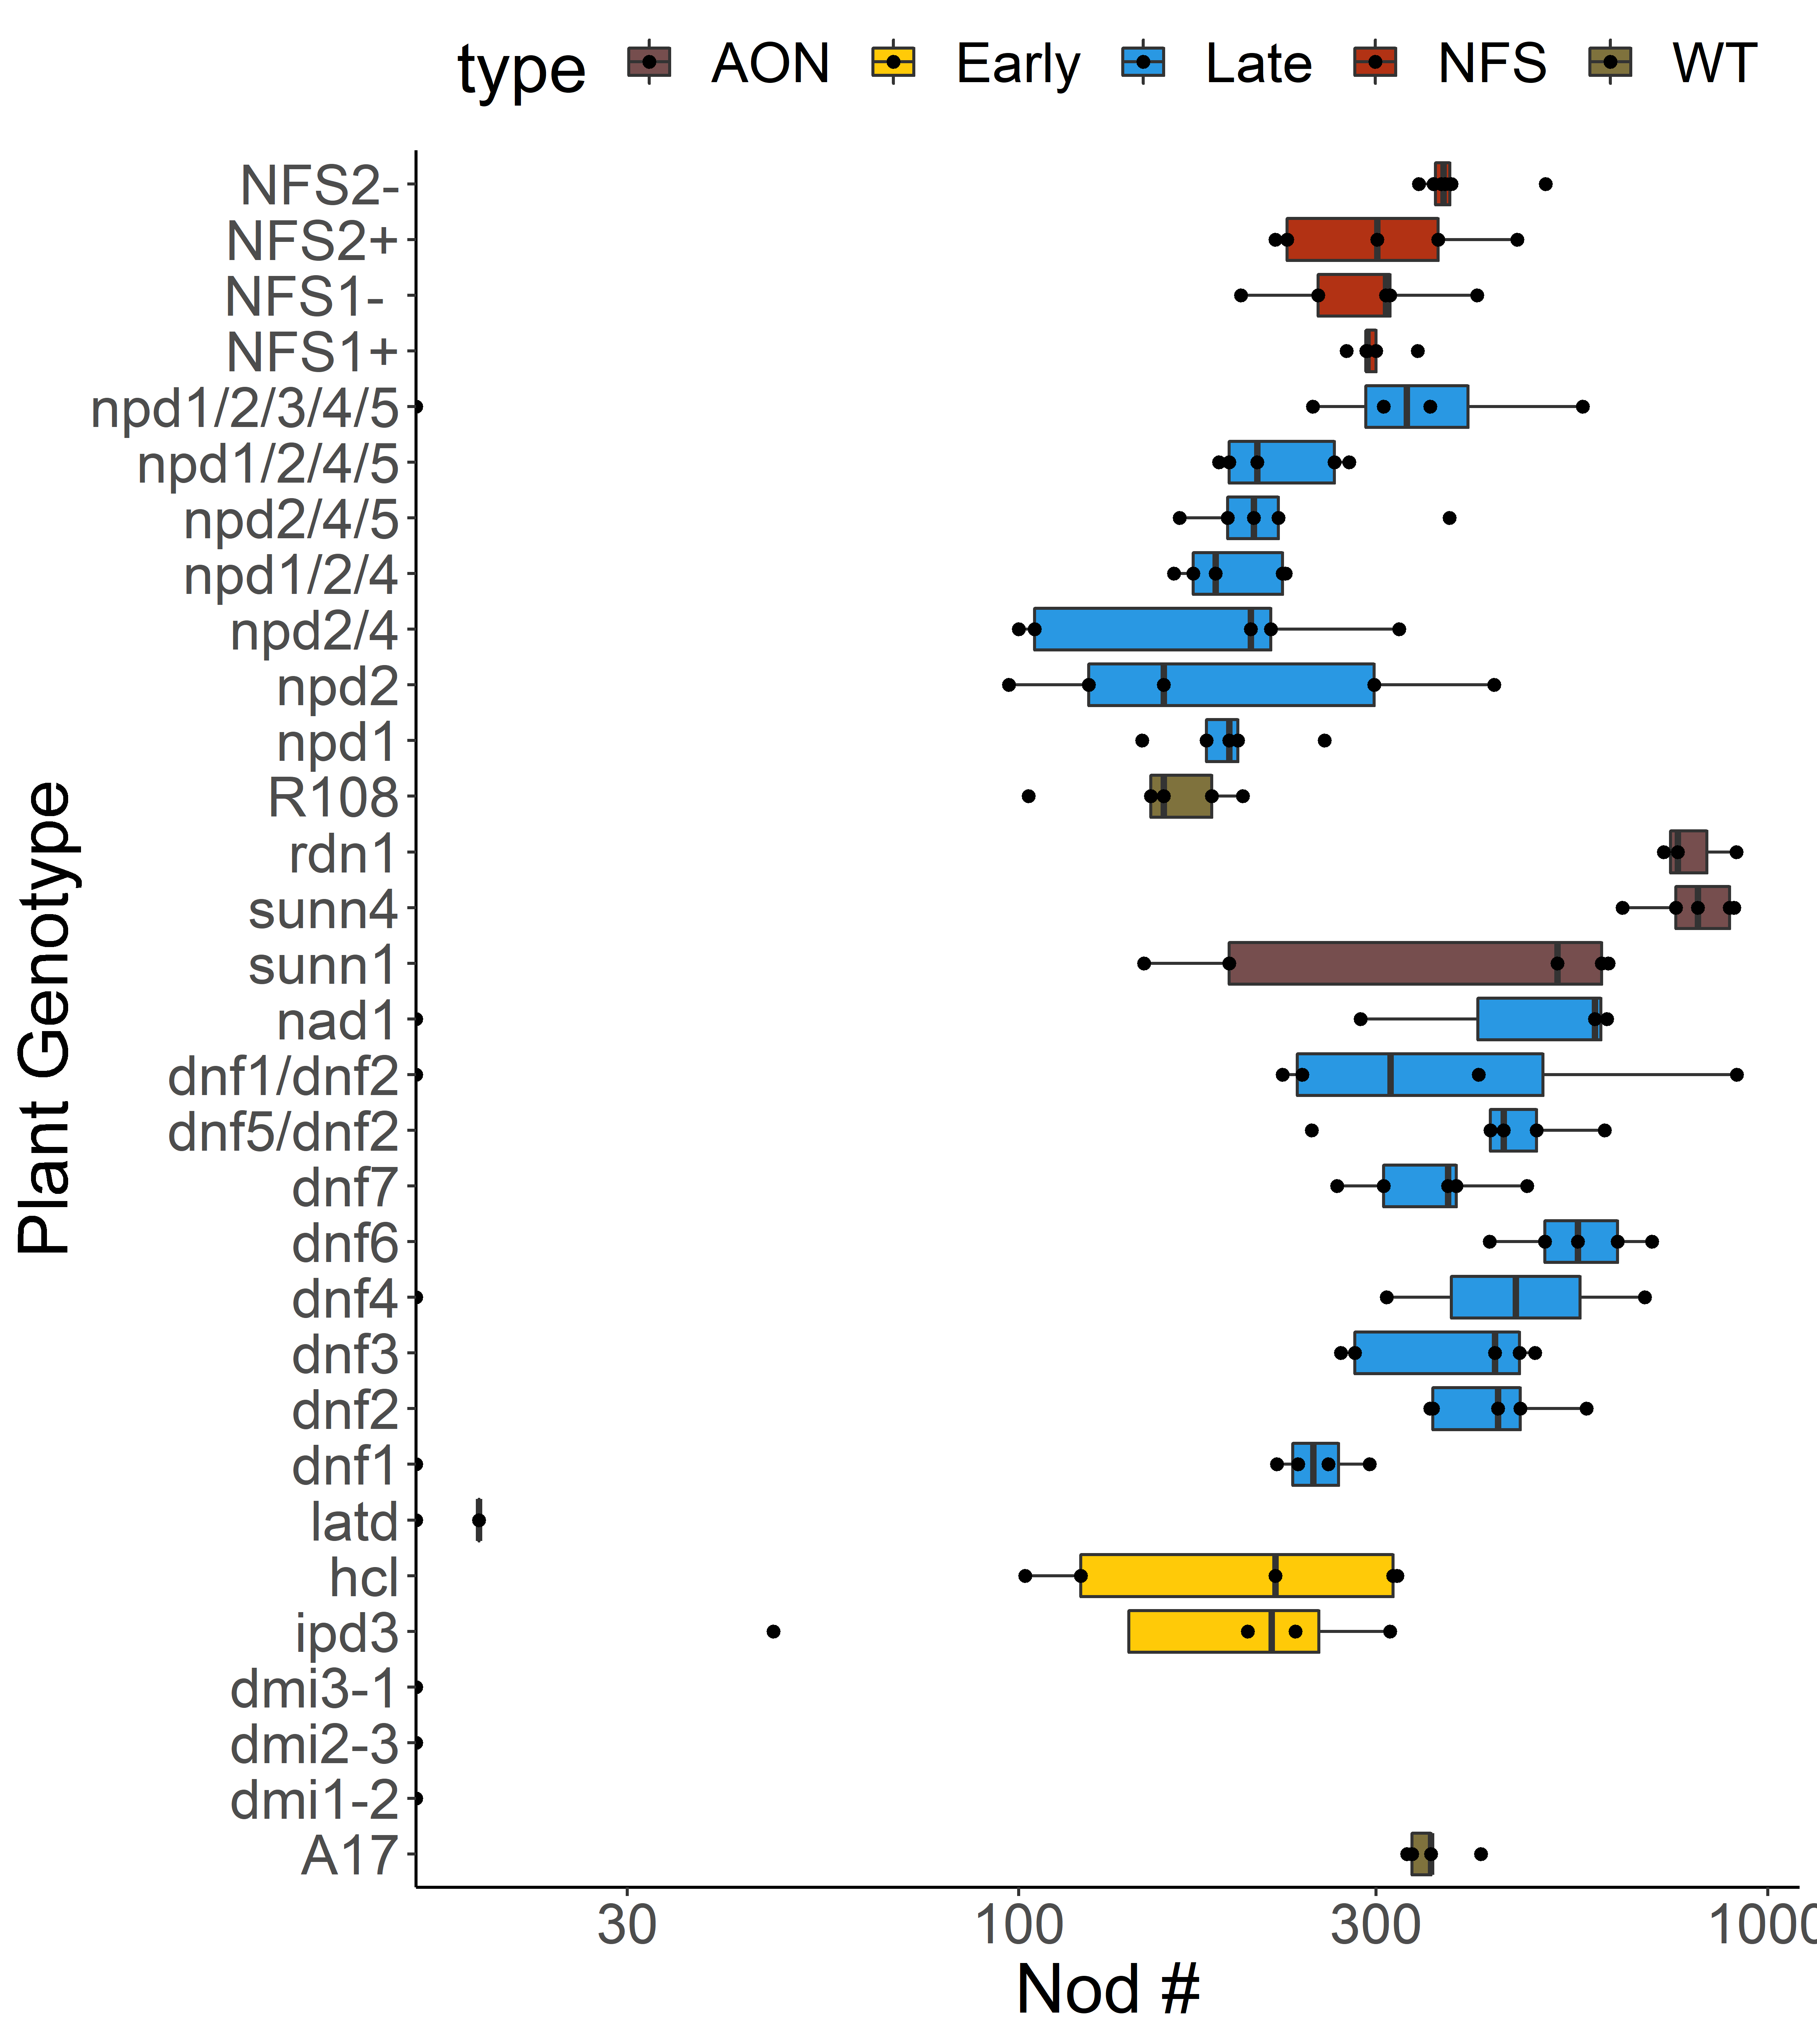 type AON Early Late NFS WT
NFS2-
NFS2+
NFS1-
NFS1+
npd1/2/3/4/5
npd1/2/4/5
npd2/4/5
npd1/2/4
npd2/4
npd2
npd1
R108
rdn1
sunn4
sunn1
nad1
dnf1/dnf2
dnf5/dnf2
dnf7
dnf6
dnf4
dnf3
dnf2
dnf1
latd
hcl
ipd3
dmi3-1
dmi2-3
dmi1-2
A17
Plant Genotype
30 100 300 1000
Nod #